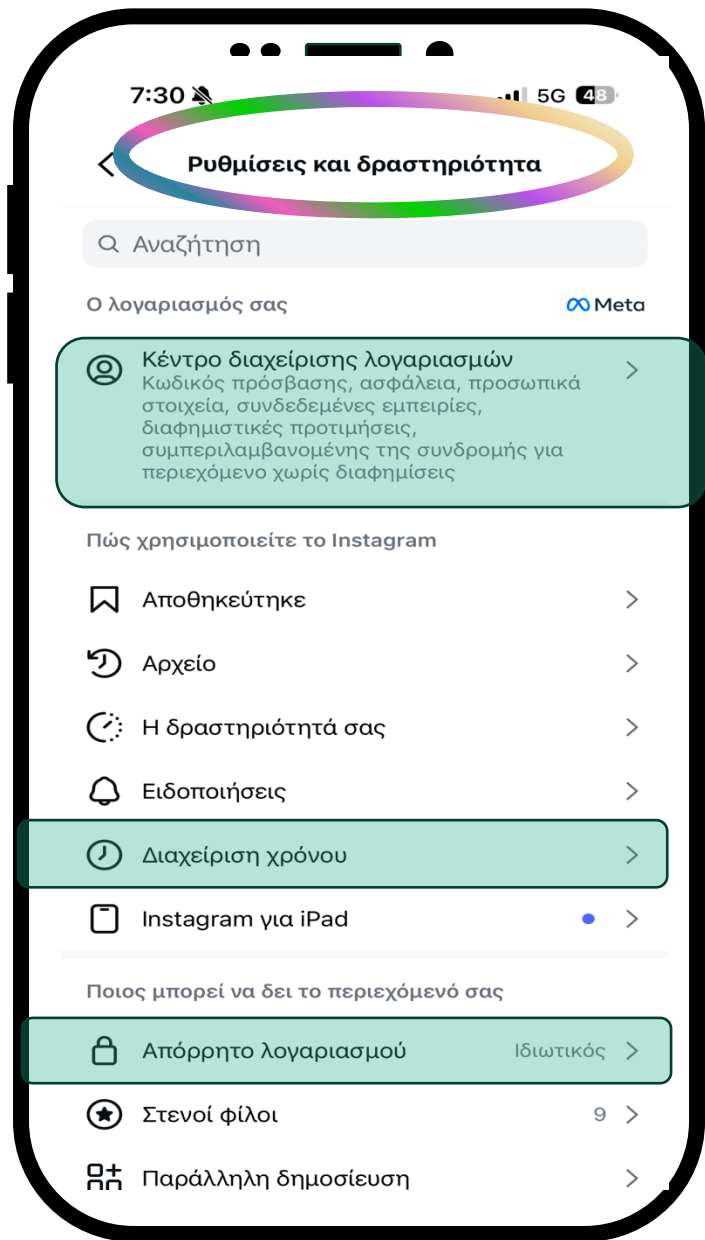 7:30 5G 48
Ρυθμίσεις και δραστηριότητα
Αναζήτηση
Ο λογαριασμός σας Meta
Κέντρο διαχείρισης λογαριασμών
Κωδικός πρόσβασης, ασφάλεια, προσωπικά
στοιχεία, συνδεδεμένες εμπειρίες,
διαφημιστικές προτιμήσεις,
συμπεριλαμβανομένης της συνδρομής για
περιεχόμενο χωρίς διαφημίσεις
Πώς χρησιμοποιείτε το Instagram
Αποθηκεύτηκε
Αρχείο
Η δραστηριότητά σας
Ειδοποιήσεις
Διαχείριση χρόνου
Instagram για iPad
Ποιος μπορεί να δει το περιεχόμενό σας
Απόρρητο λογαριασμού Ιδιωτικός
Στενοί φίλοι 9
Παράλληλη δημοσίευση